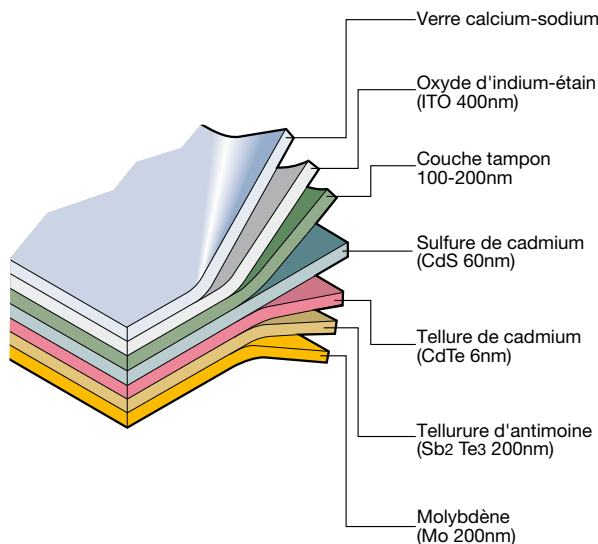 Verre calcium-sodium
Oxyde d'indium-étain
(ITO 400nm)
Couche tampon
100-200nm
Sulfure de cadmium
(CdS 60nm)
Tellure de cadmium
(CdTe 6nm)
Tellurure d'antimoine
(Sb2 Te3 200nm)
Molybdène
(Mo 200nm)